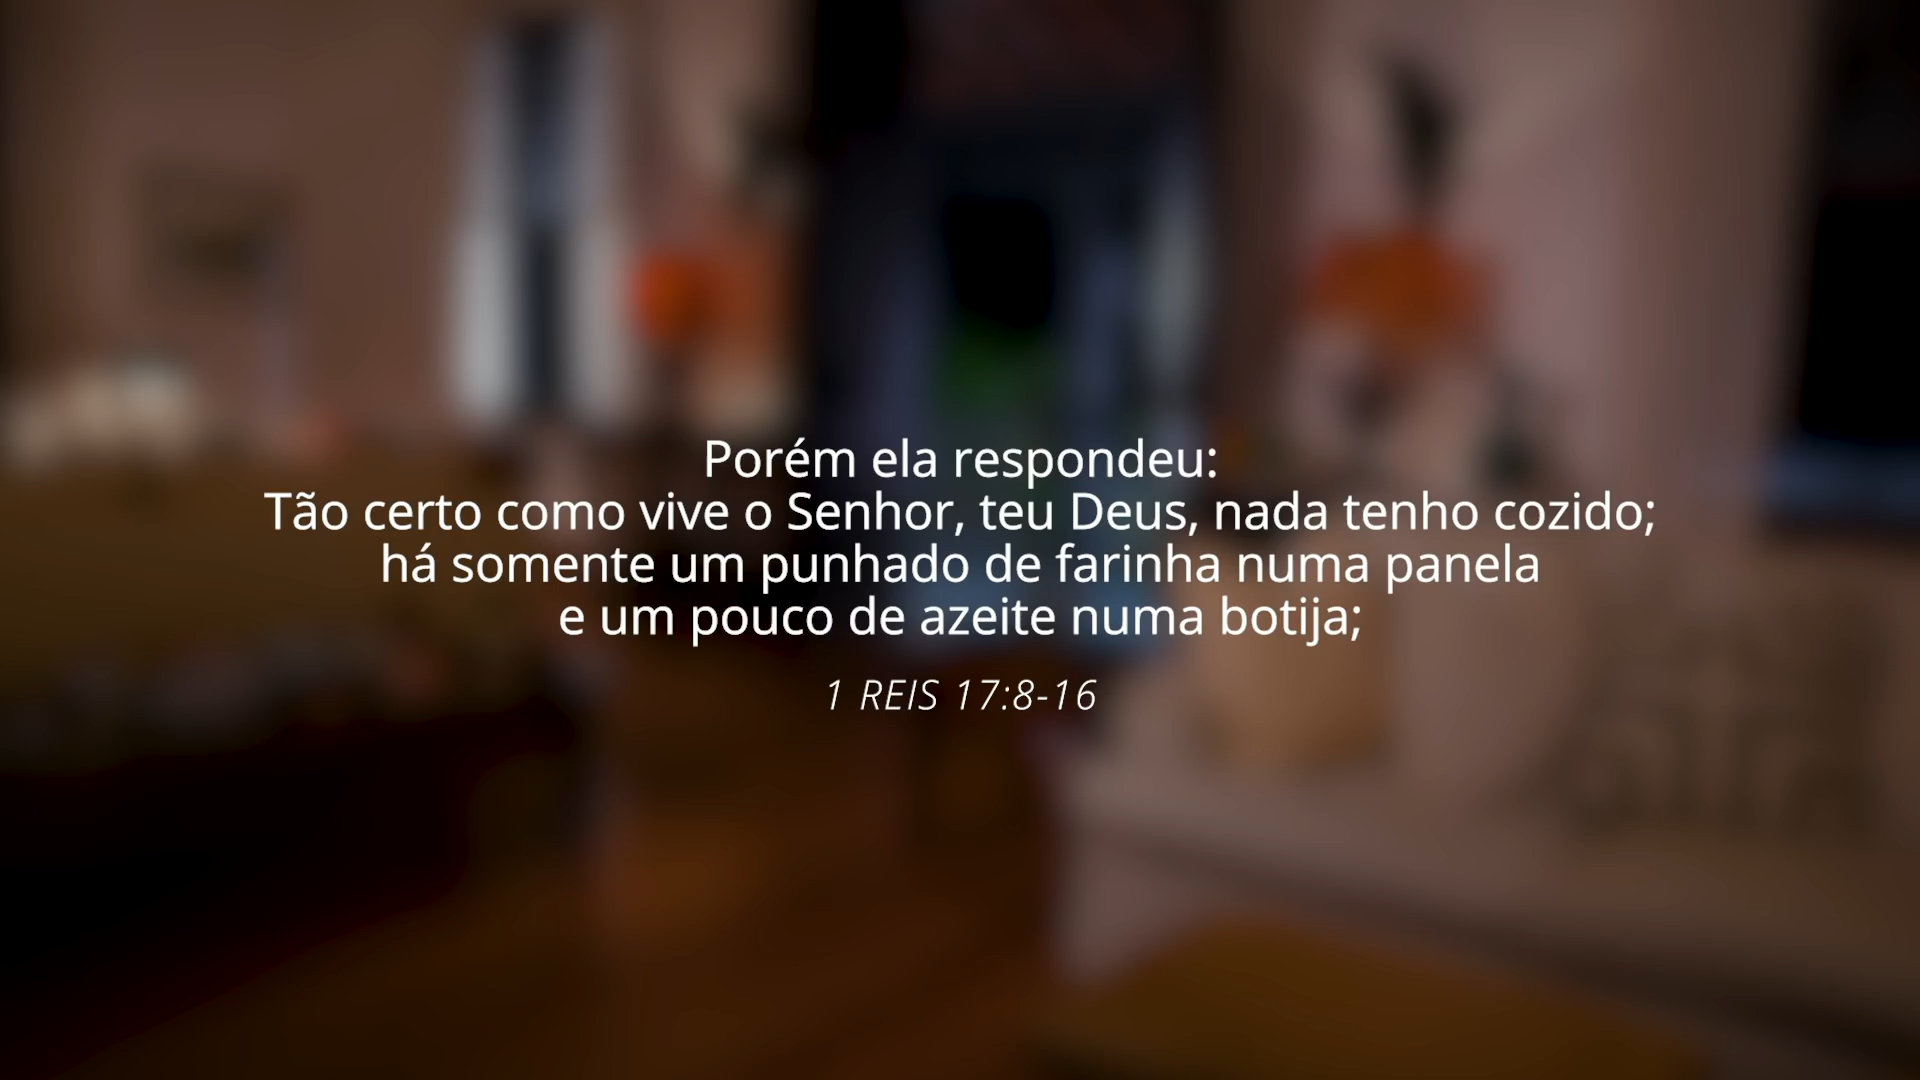 Porém ela respondeu:
Tão certo como vive o Senhor, teu Deus, nada tenho cozido;
há somente um punhado de farinha numa panela
e um pouco de azeite numa botija;
1 REIS 17:8-16